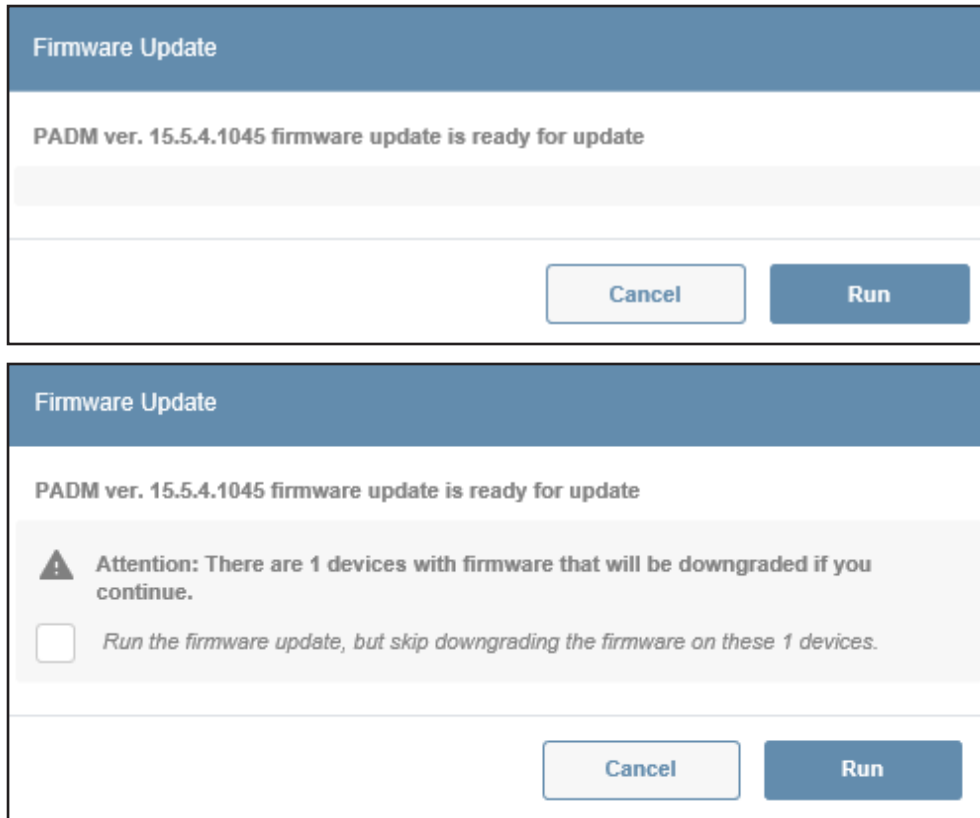 Firmware Update
PADM ver. 15.5.4.1045 firmware update is ready for update
Cancel
Run
Firmware Update
PADM ver. 15.5.4.1045 firmware update is ready for update
Attention: There are 1 devices with firmware that will be downgraded if you
continue.
Run the firmware update, but skip downgrading the firmware on these 1 devices.
Cancel
Run